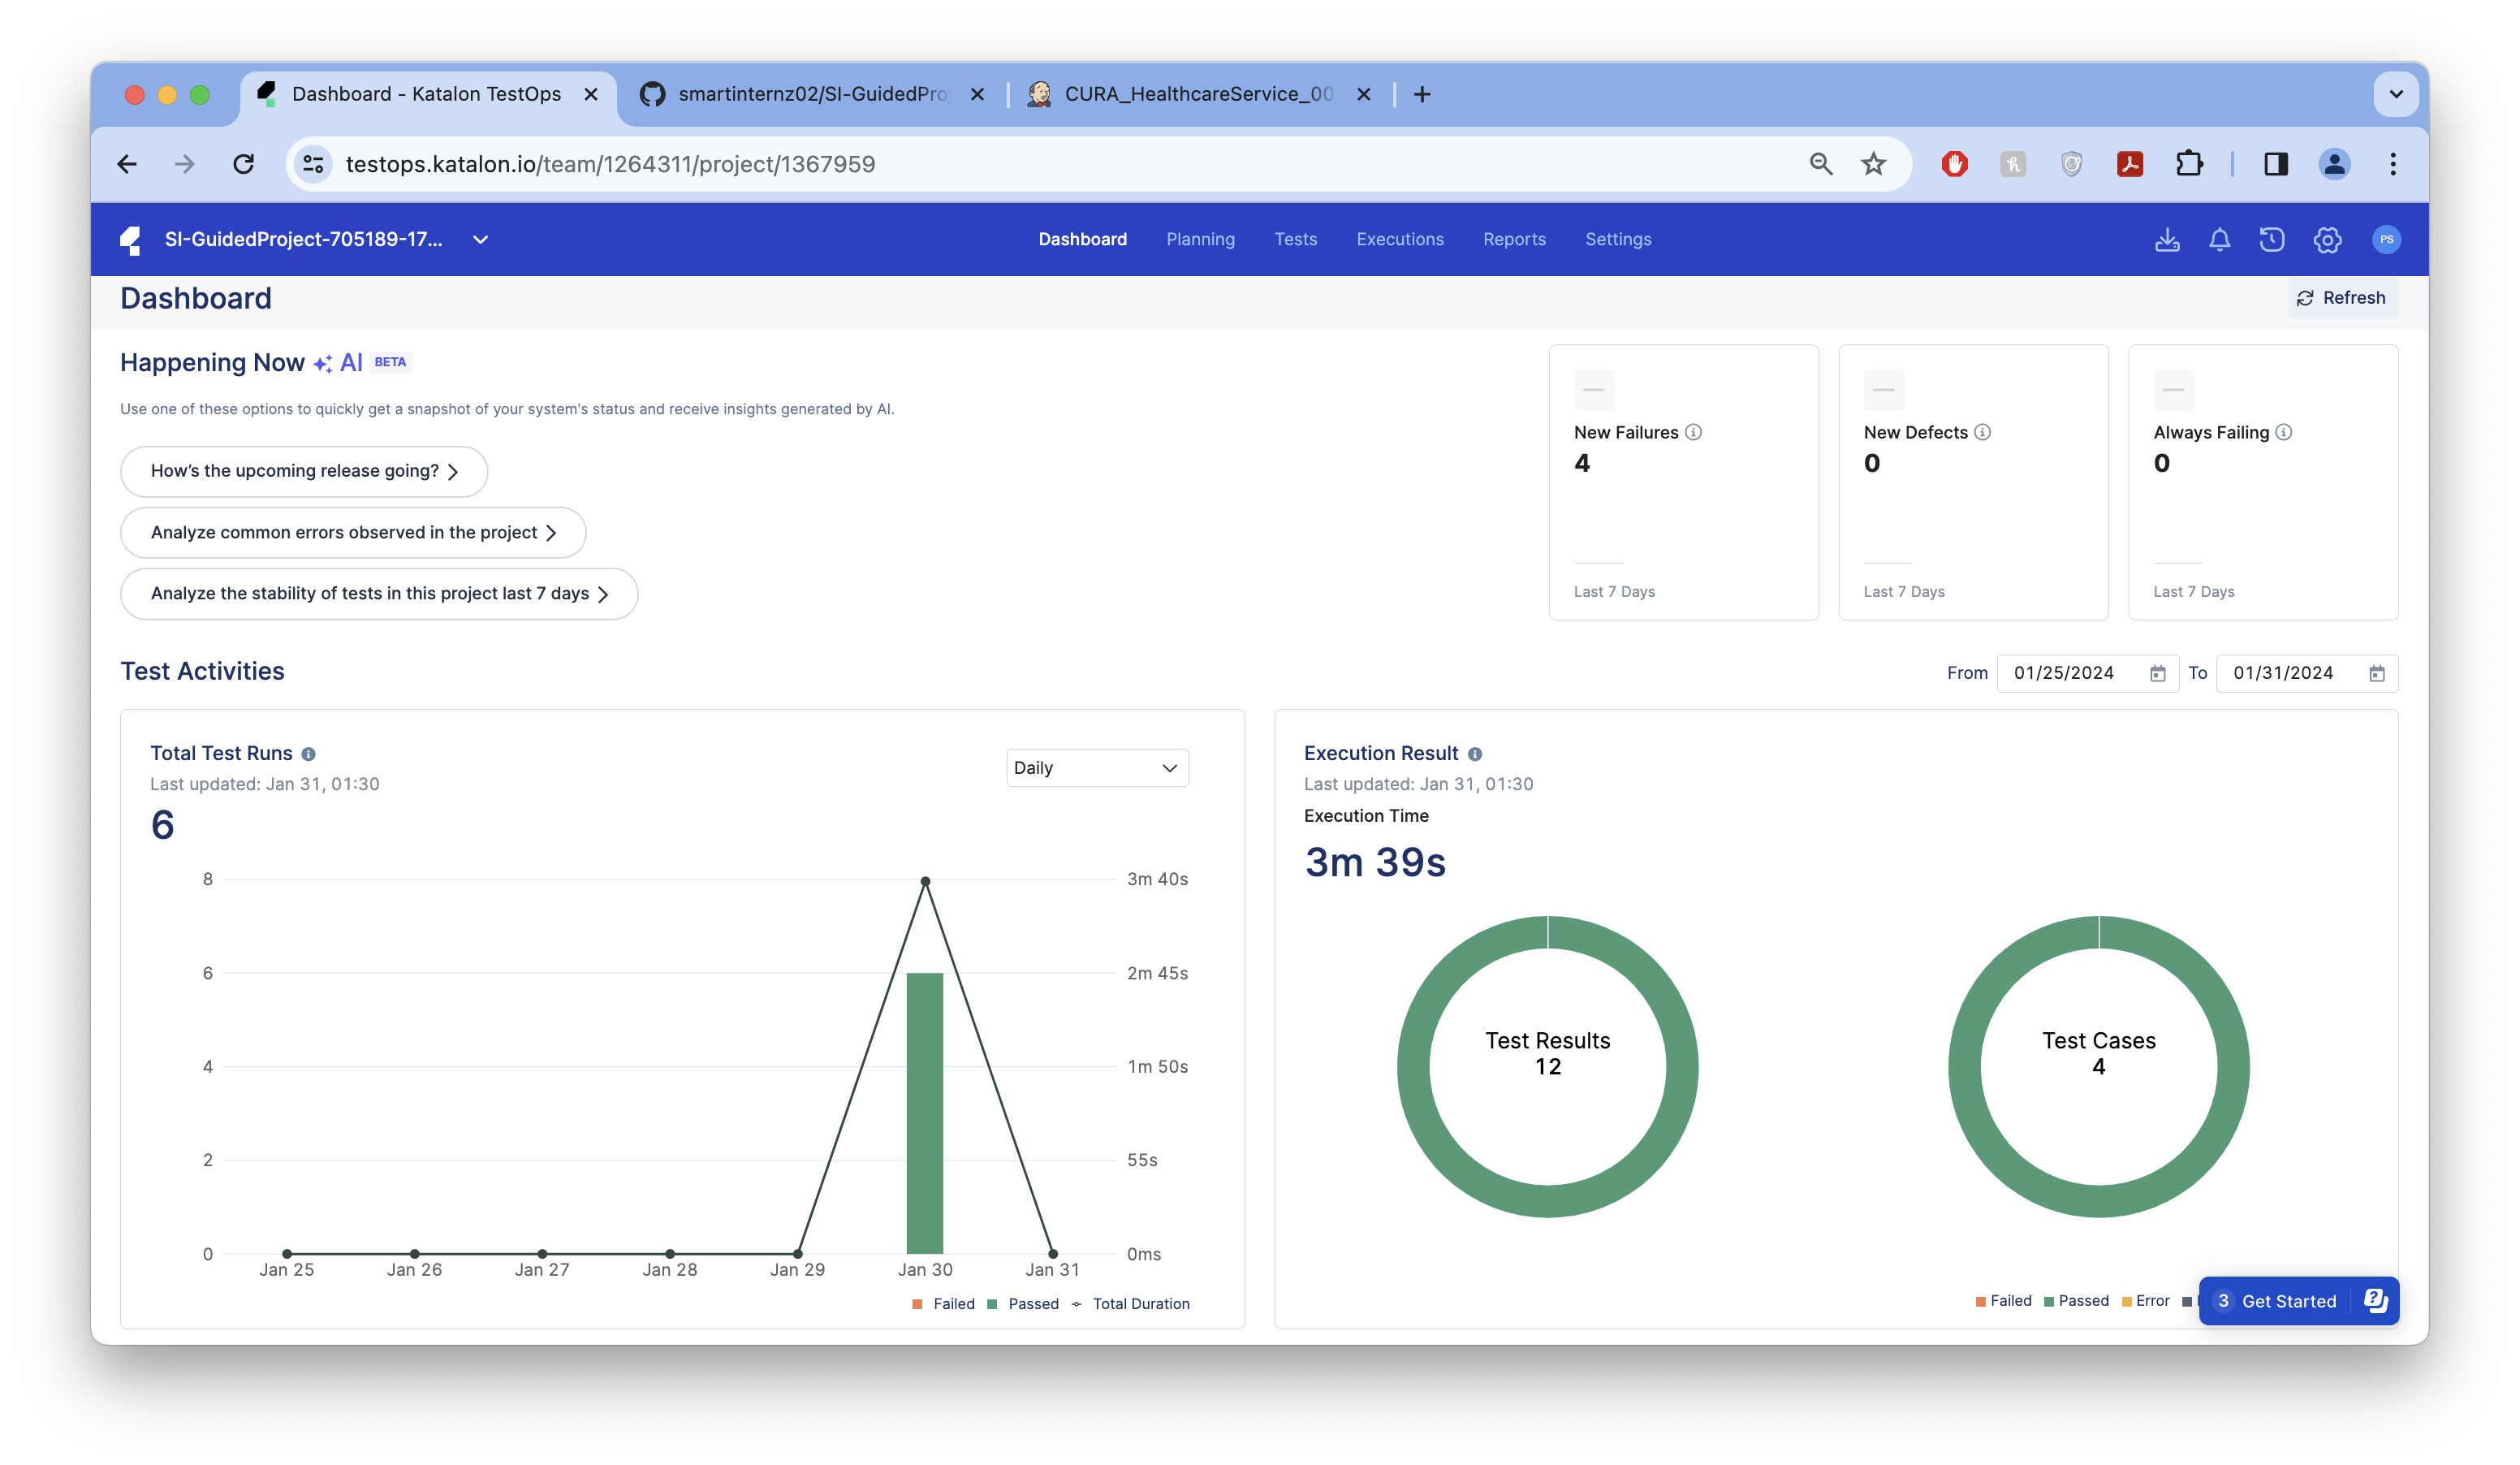 Dashboard - Katalon TestOps
smartinternz02/SI-GuidedPro
CURA_HealthcareService_00
testops.katalon.io/team/1264311/project/1367959
SI-GuidedProject-705189-17...
Dashboard Planning Tests Executions Reports Settings
PS
Dashboard
Refresh
Happening Now AI BETA
Use one of these options to quickly get a snapshot of your system's status and receive insights generated by AI.
How's the upcoming release going?
Analyze common errors observed in the project
Analyze the stability of tests in this project last 7 days
New Failures
4
Last 7 Days
New Defects
0
Last 7 Days
Always Failing
0
Last 7 Days
Test Activities
From 01/25/2024 To 01/31/2024
Total Test Runs
Last updated: Jan 31, 01:30
6
Daily
8 3m 40s
6 2m 45s
4 1m 50s
2 55s
0 0ms
Jan 25 Jan 26 Jan 27 Jan 28 Jan 29 Jan 30 Jan 31
Failed Passed Total Duration
Execution Result
Last updated: Jan 31, 01:30
Execution Time
3m 39s
Test Results
12
Test Cases
4
Failed Passed Error
3 Get Started